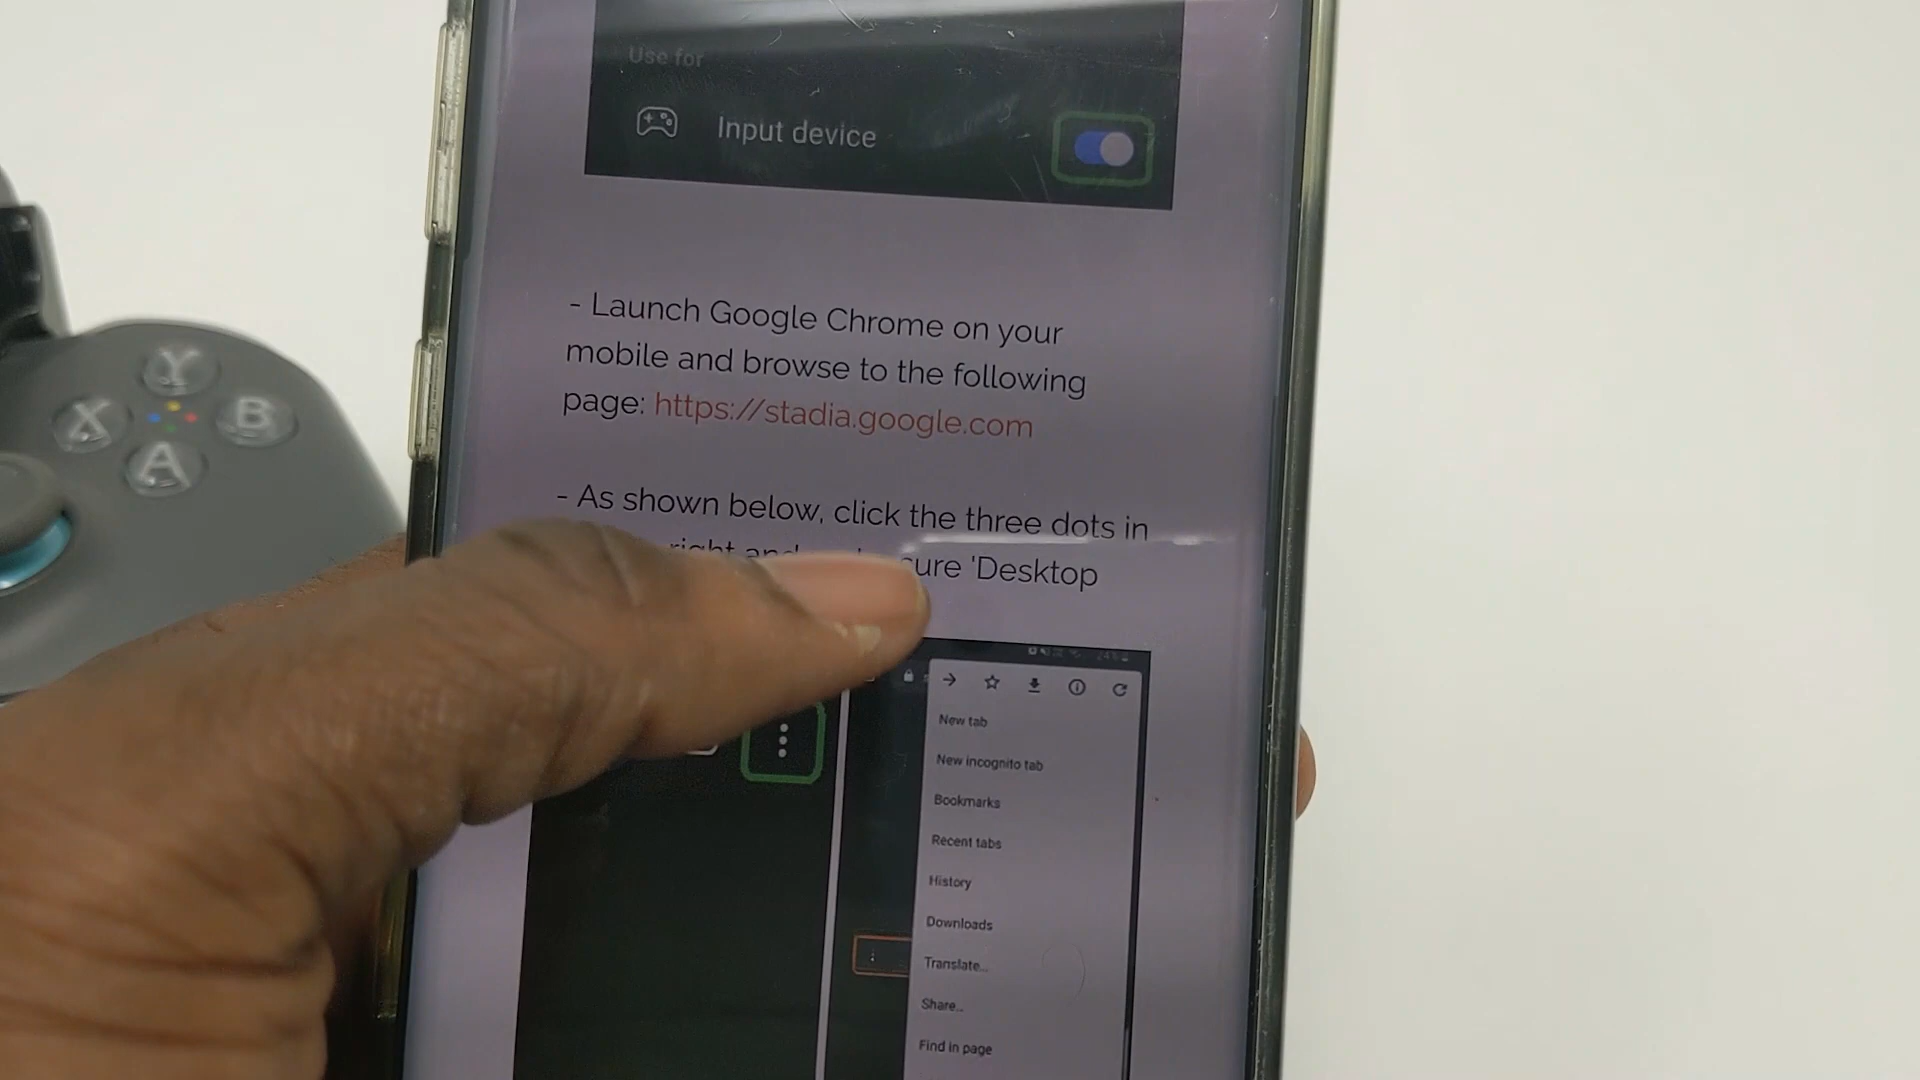 Use for
Input device
- Launch Google Chrome on your
mobile and browse to the following
page: https://stadia.google.com
- As shown below, click the three dots in
right and sure 'Desktop
New tab
New incognito tab
Bookmarks
Recent tabs
History
Downloads
Translate...
Share...
Find in page
Y
X
B
A